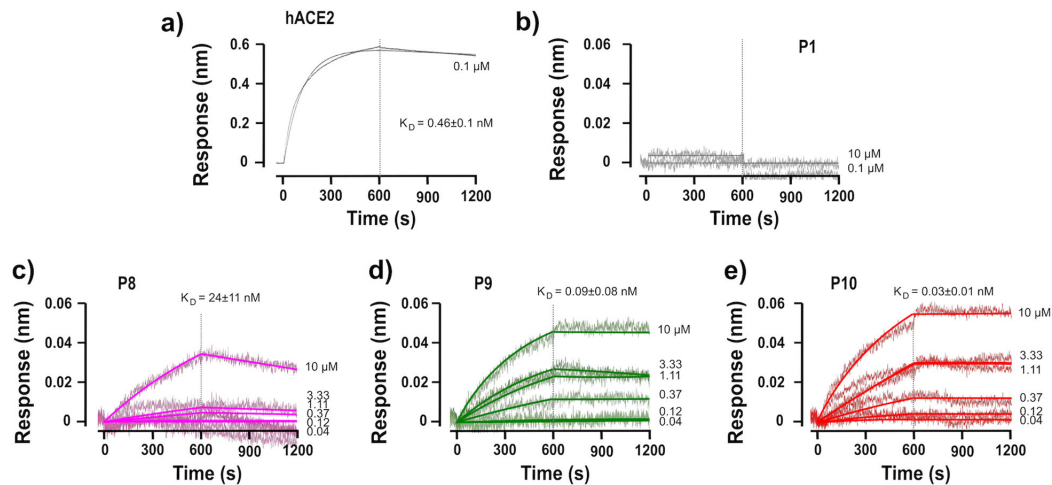 a)
hACE2
Response (nm)
0.6
0.4
0.2
0
0.1 µM
K_D = 0.46±0.1 nM
0 300 600 900 1200
Time (s)
b)
P1
Response (nm)
0.06
0.04
0.02
0
10 µM
0.1 µM
0 300 600 900 1200
Time (s)
c)
P8
K_D = 24±11 nM
Response (nm)
0.06
0.04
0.02
0
10 µM
3.33
1.11
0.37
0.12
0.04
0 300 600 900 1200
Time (s)
d)
P9
K_D = 0.09±0.08 nM
Response (nm)
0.06
0.04
0.02
0
10 µM
3.33
1.11
0.37
0.12
0.04
0 300 600 900 1200
Time (s)
e)
P10
K_D = 0.03±0.01 nM
Response (nm)
0.06
0.04
0.02
0
10 µM
3.33
1.11
0.37
0.12
0.04
0 300 600 900 1200
Time (s)